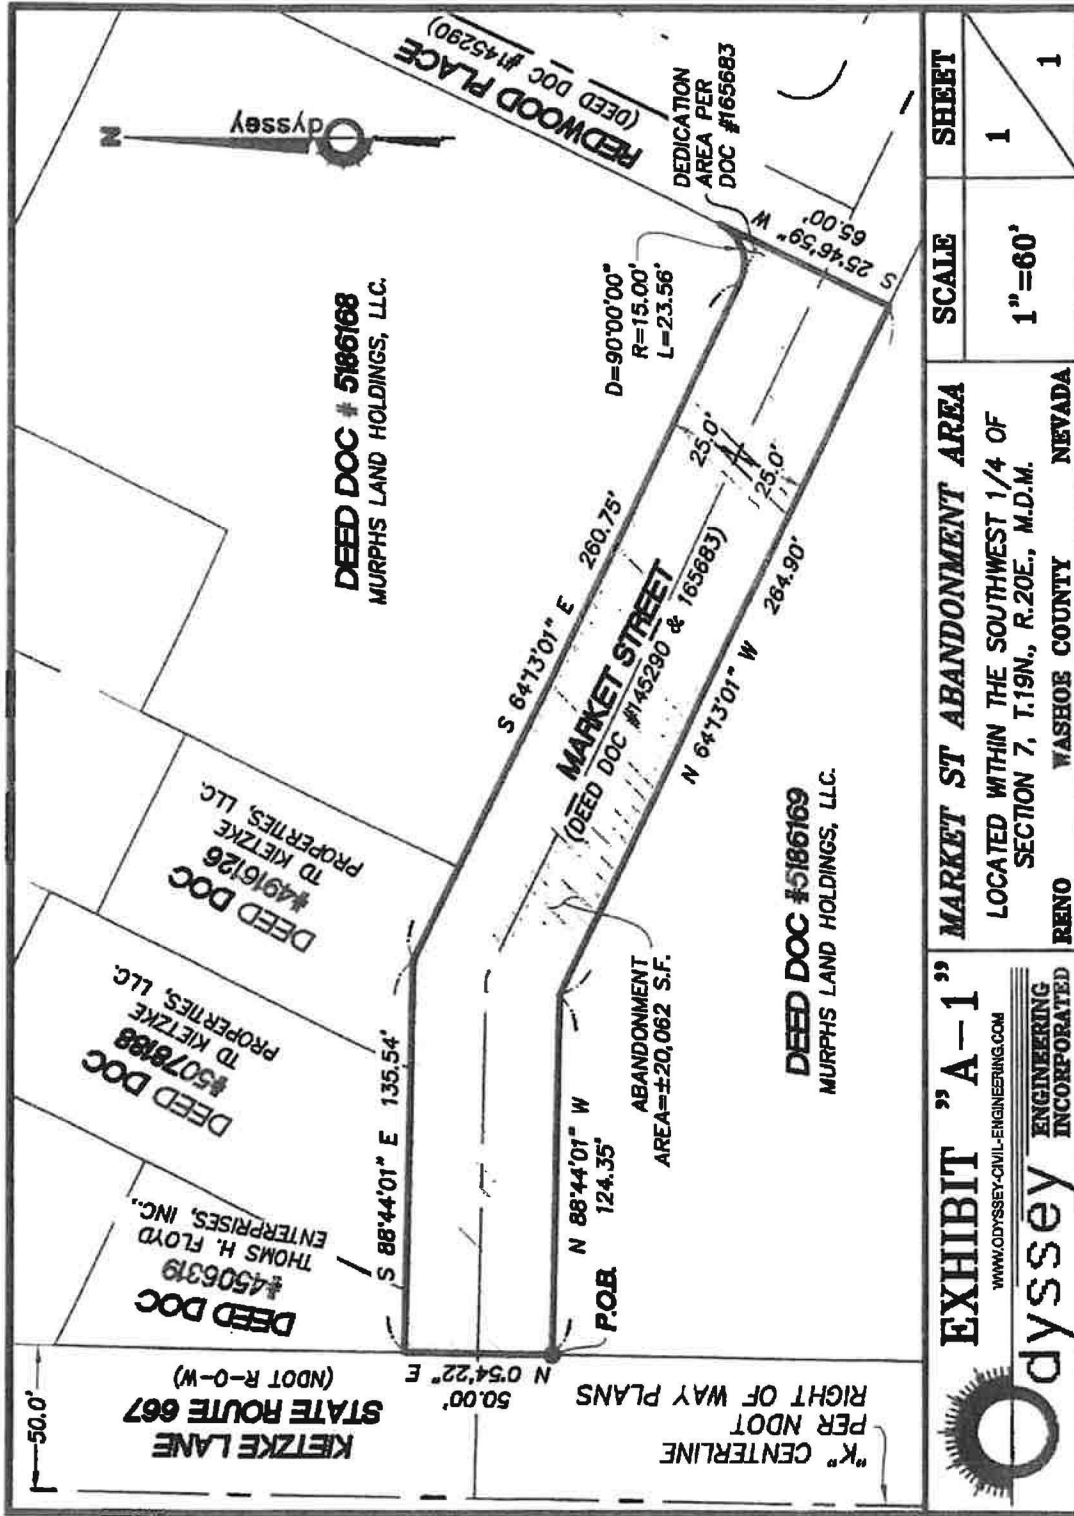 50.0'
KIETZKE LANE
STATE ROUTE 667
(NDOT R-O-W)
"K" CENTERLINE
PER NDOT
RIGHT OF WAY PLANS
DEED DOC
#4506319
THOMS H. FLOYD
ENTERPRISES, INC.,
DEED DOC
#5078188
TD KIETZKE
PROPERTIES, LLC.
DEED DOC
#4916126
TD KIETZKE
PROPERTIES, LLC.
DEED DOC # 5186168
MURPHS LAND HOLDINGS, LLC.
N
odyssey
REDWOOD PLACE
(DEED DOC #145290)
DEDICATION
AREA PER
DOC #165683
D=90°00'00"
R=15.00'
L=23.56'
S 25°46'59" W
65.00'
S 88°44'01" E 135.54'
S 64°13'01" E 260.75'
25.0'
25.0'
MARKET STREET
(DEED DOC #145290 & 165683)
N 64°13'01" W 264.90'
N 0°54'22" E
50.00'
P.O.B.
N 88°44'01" W
124.35'
ABANDONMENT
AREA=±20,062 S.F.
DEED DOC #5186169
MURPHS LAND HOLDINGS, LLC.
EXHIBIT "A-1"
WWW.ODYSSEY-CIVIL-ENGINEERING.COM
odyssey ENGINEERING
INCORPORATED
MARKET ST ABANDONMENT AREA
LOCATED WITHIN THE SOUTHWEST 1/4 OF
SECTION 7, T.19N., R.20E., M.D.M.
RENO WASHOE COUNTY NEVADA
SCALE
1"=60'
SHEET
1
1